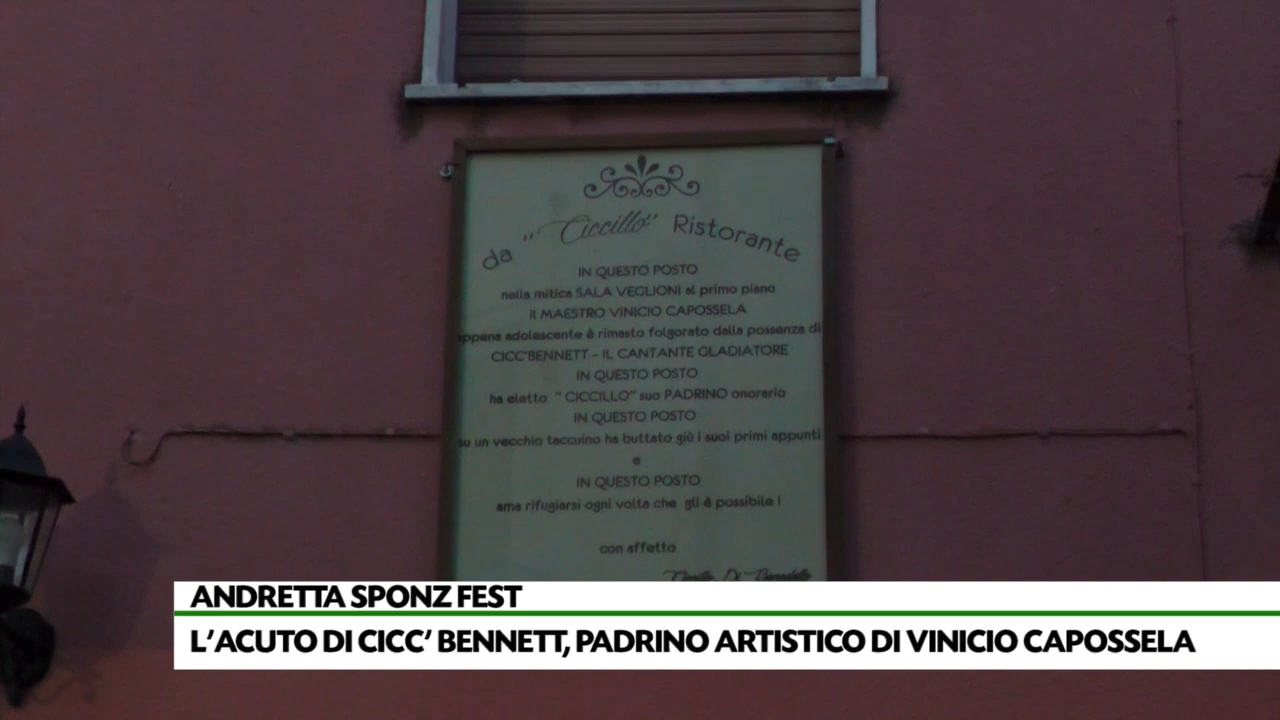 da "Ciccillo" Ristorante
IN QUESTO POSTO
nella mitica SALA VEGLIONI al primo piano
il MAESTRO VINICIO CAPOSSELA
appena adolescente è rimasto folgorato dalla possenza di
CICC'BENNETT - IL CANTANTE GLADIATORE
IN QUESTO POSTO
ha eletto " CICCILLO" suo PADRINO onorario
IN QUESTO POSTO
su un vecchio taccuino ha buttato giù i suoi primi appunti
e
IN QUESTO POSTO
ama rifugiarsi ogni volta che gli è possibile !
con affetto
ANDRETTA SPONZ FEST
L'ACUTO DI CICC' BENNETT, PADRINO ARTISTICO DI VINICIO CAPOSSELA